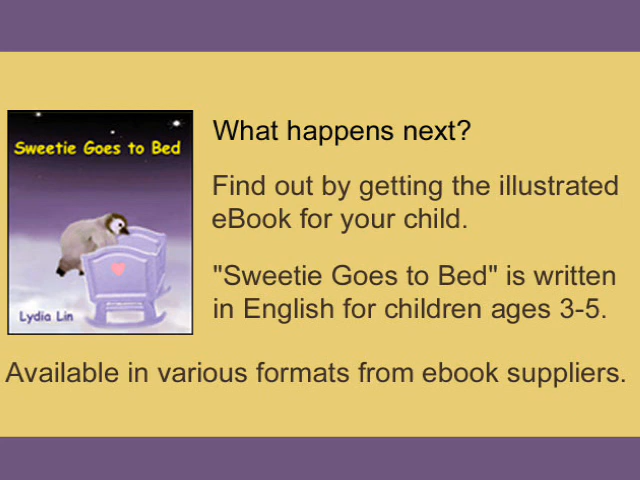 Sweetie Goes to Bed
Lydia Lin
What happens next?
Find out by getting the illustrated
eBook for your child.
"Sweetie Goes to Bed" is written
in English for children ages 3-5.
Available in various formats from ebook suppliers.